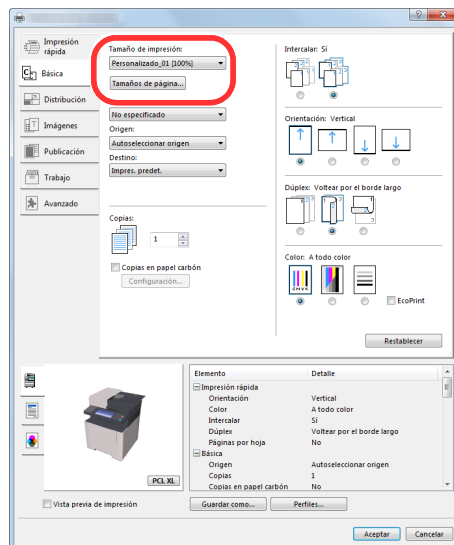 Impresión rápida
Básica
Distribución
Imágenes
Publicación
Trabajo
Avanzado
Tamaño de impresión:
Personalizado_01 [100%]
Tamaños de página...
No especificado
Origen:
Autoseleccionar origen
Destino:
Impres. predet.
Copias:
1
Copias en papel carbón
Configuración...
Intercalar: Sí
Orientación: Vertical
Dúplex: Voltear por el borde largo
Color: A todo color
CMYK
EcoPrint
Restablecer
PCL XL
Vista previa de impresión
Elemento Detalle
Impresión rápida
Orientación Vertical
Color A todo color
Intercalar Sí
Dúplex Voltear por el borde largo
Páginas por hoja No
Básica
Origen Autoseleccionar origen
Copias 1
Copias en papel carbón No
Guardar como... Perfiles...
Aceptar Cancelar